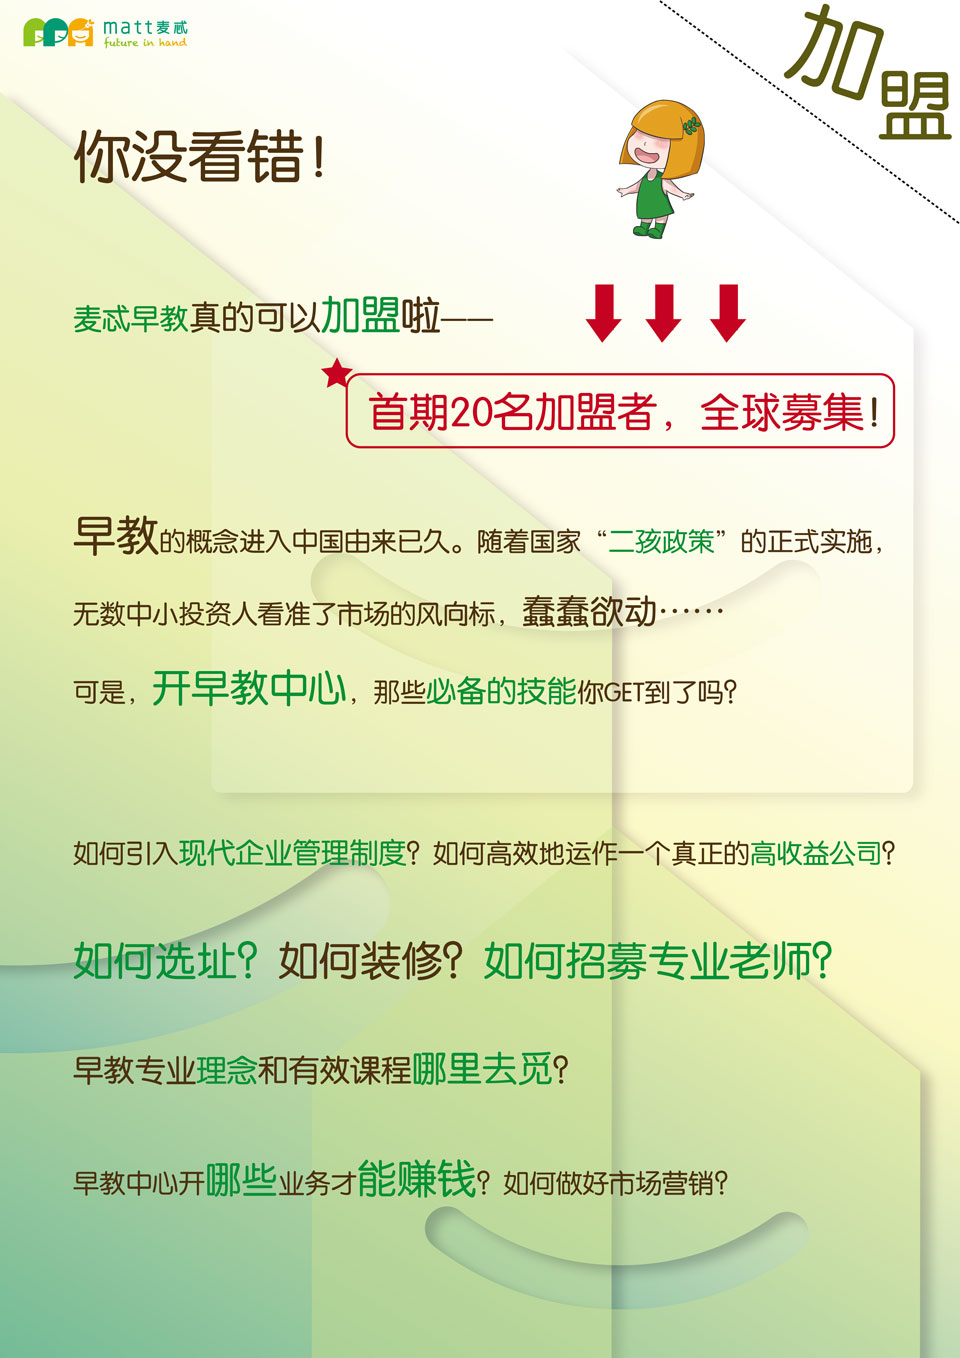 matt麦忒
future in hand
加盟
你没看错！
麦忒早教真的可以加盟啦——
首期20名加盟者，全球募集！
早教的概念进入中国由来已久。随着国家“二孩政策”的正式实施，
无数中小投资人看准了市场的风向标，蠢蠢欲动……
可是，开早教中心，那些必备的技能你GET到了吗？
如何引入现代企业管理制度？如何高效地运作一个真正的高收益公司？
如何选址？如何装修？如何招募专业老师？
早教专业理念和有效课程哪里去觅？
早教中心开哪些业务才能赚钱？如何做好市场营销？